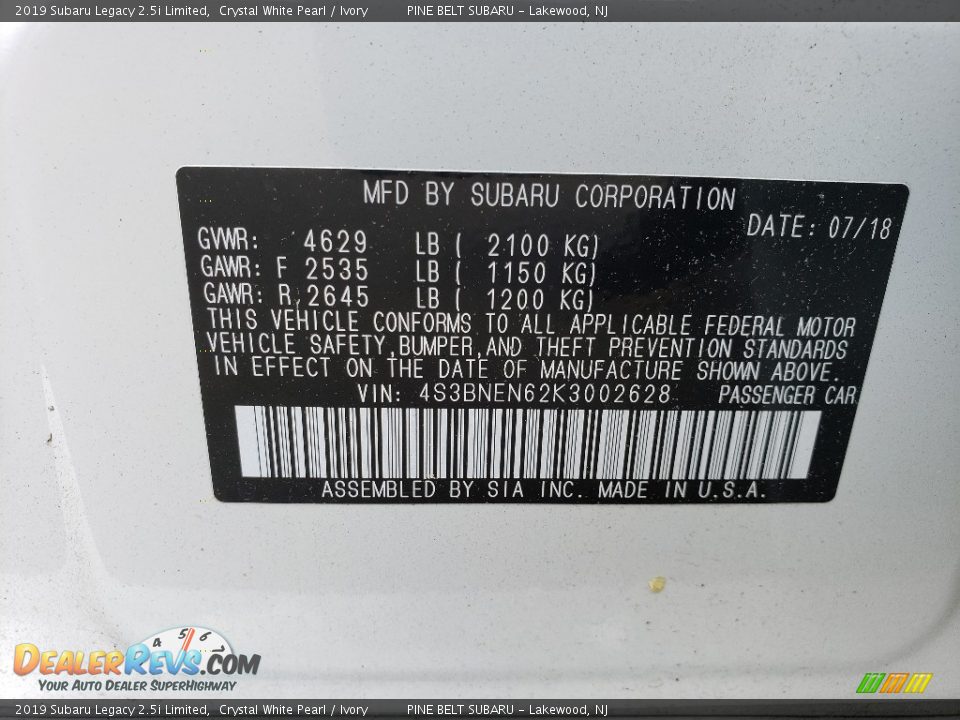 2019 Subaru Legacy 2.5i Limited, Crystal White Pearl / Ivory PINE BELT SUBARU - Lakewood, NJ
MFD BY SUBARU CORPORATION
DATE: 07/18
GVWR: 4629 LB ( 2100 KG)
GAWR: F 2535 LB ( 1150 KG)
GAWR: R 2645 LB ( 1200 KG)
THIS VEHICLE CONFORMS TO ALL APPLICABLE FEDERAL MOTOR
VEHICLE SAFETY,BUMPER,AND THEFT PREVENTION STANDARDS
IN EFFECT ON THE DATE OF MANUFACTURE SHOWN ABOVE.
VIN: 4S3BNEN62K3002628 PASSENGER CAR
ASSEMBLED BY SIA INC. MADE IN U.S.A.
4 5 6 7
DEALERREVS.COM
YOUR AUTO DEALER SUPERHIGHWAY
2019 Subaru Legacy 2.5i Limited, Crystal White Pearl / Ivory PINE BELT SUBARU - Lakewood, NJ